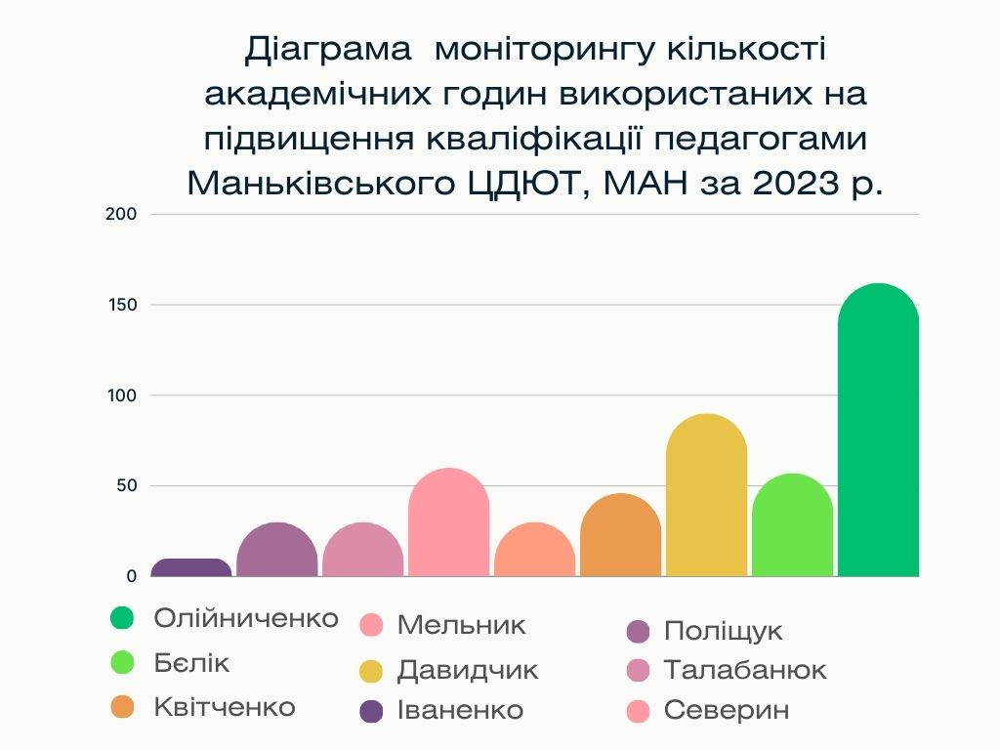 Діаграма  моніторингу кількості
академічних годин використаних на
підвищення кваліфікації педагогами
Маньківського ЦДЮТ, МАН за 2023 р.
200
150
100
50
0
Олійниченко
Бєлік
Квітченко
Мельник
Давидчик
Іваненко
Поліщук
Талабанюк
Северин